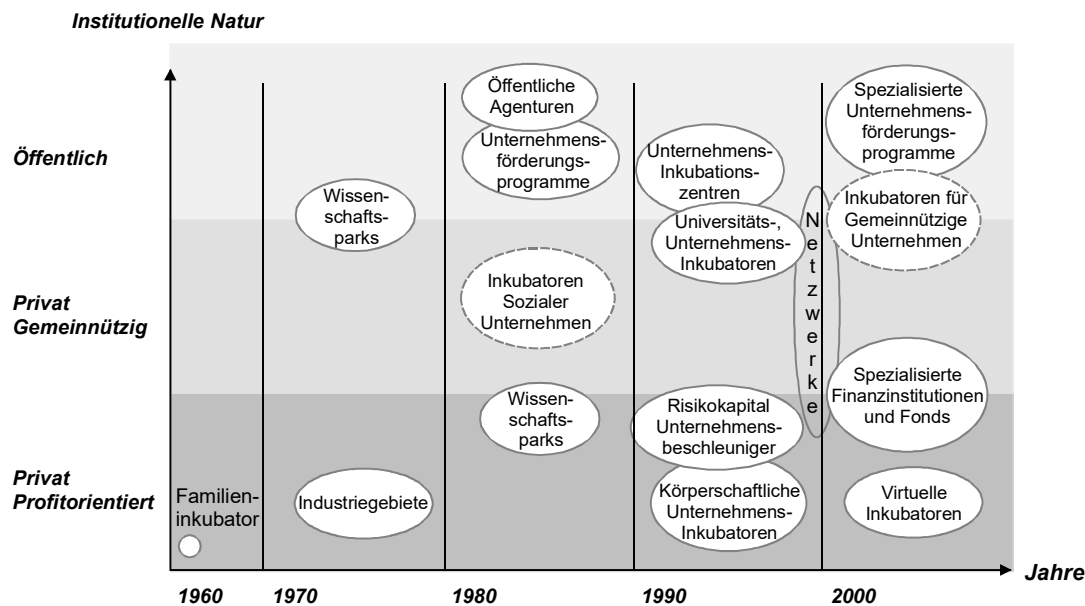 Institutionelle Natur
Öffentlich
Privat
Gemeinnützig
Privat
Profitorientiert
Familien-
inkubator
Wissen-
schafts-
parks
Industriegebiete
Öffentliche
Agenturen
Unternehmens-
förderungs-
programme
Inkubatoren
Sozialer
Unternehmen
Wissen-
schafts-
parks
Unternehmens-
Inkubations-
zentren
Universitäts-,
Unternehmens-
Inkubatoren
Risikokapital
Unternehmens-
beschleuniger
Körperschaftliche
Unternehmens-
Inkubatoren
Netzwerke
Spezialisierte
Unternehmens-
förderungs-
programme
Inkubatoren für
Gemeinnützige
Unternehmen
Spezialisierte
Finanzinstitutionen
und Fonds
Virtuelle
Inkubatoren
Jahre
1960 1970 1980 1990 2000